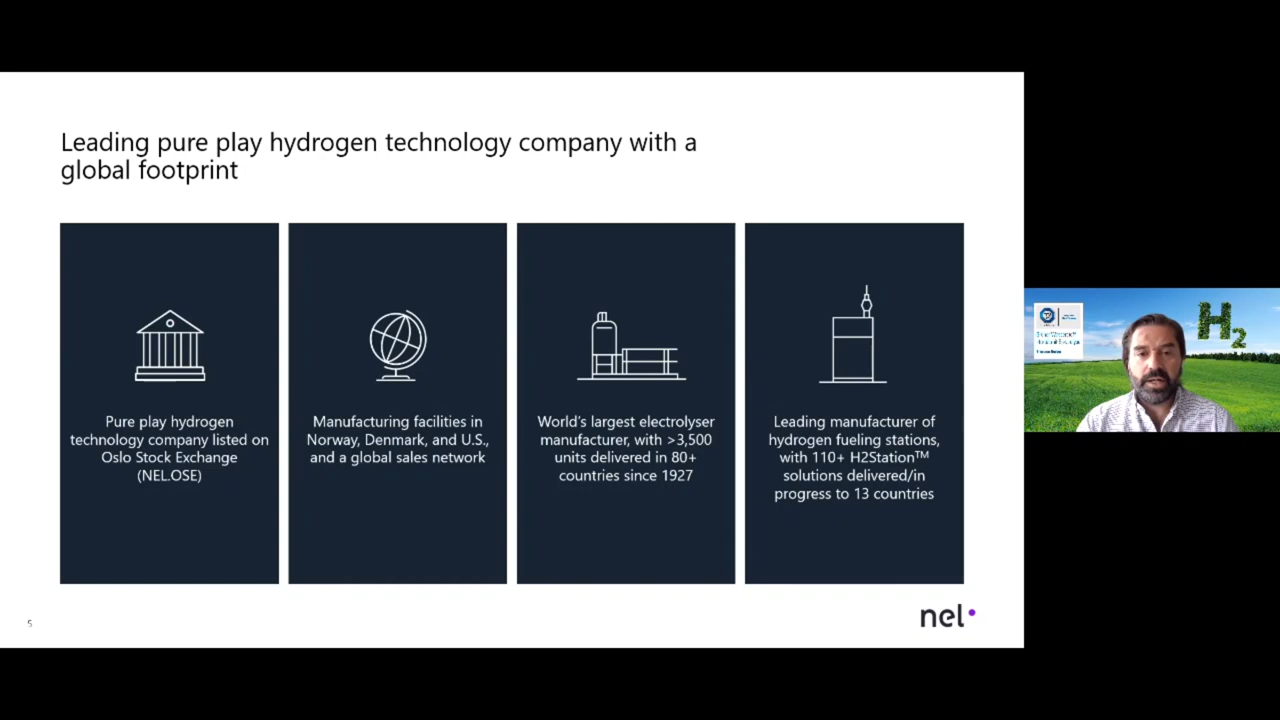 Leading pure play hydrogen technology company with a
global footprint
Pure play hydrogen
technology company listed on
Oslo Stock Exchange
(NEL.OSE)
Manufacturing facilities in
Norway, Denmark, and U.S.,
and a global sales network
World's largest electrolyser
manufacturer, with >3,500
units delivered in 80+
countries since 1927
Leading manufacturer of
hydrogen fueling stations,
with 110+ H2Station™
solutions delivered/in
progress to 13 countries
5
nel
H2